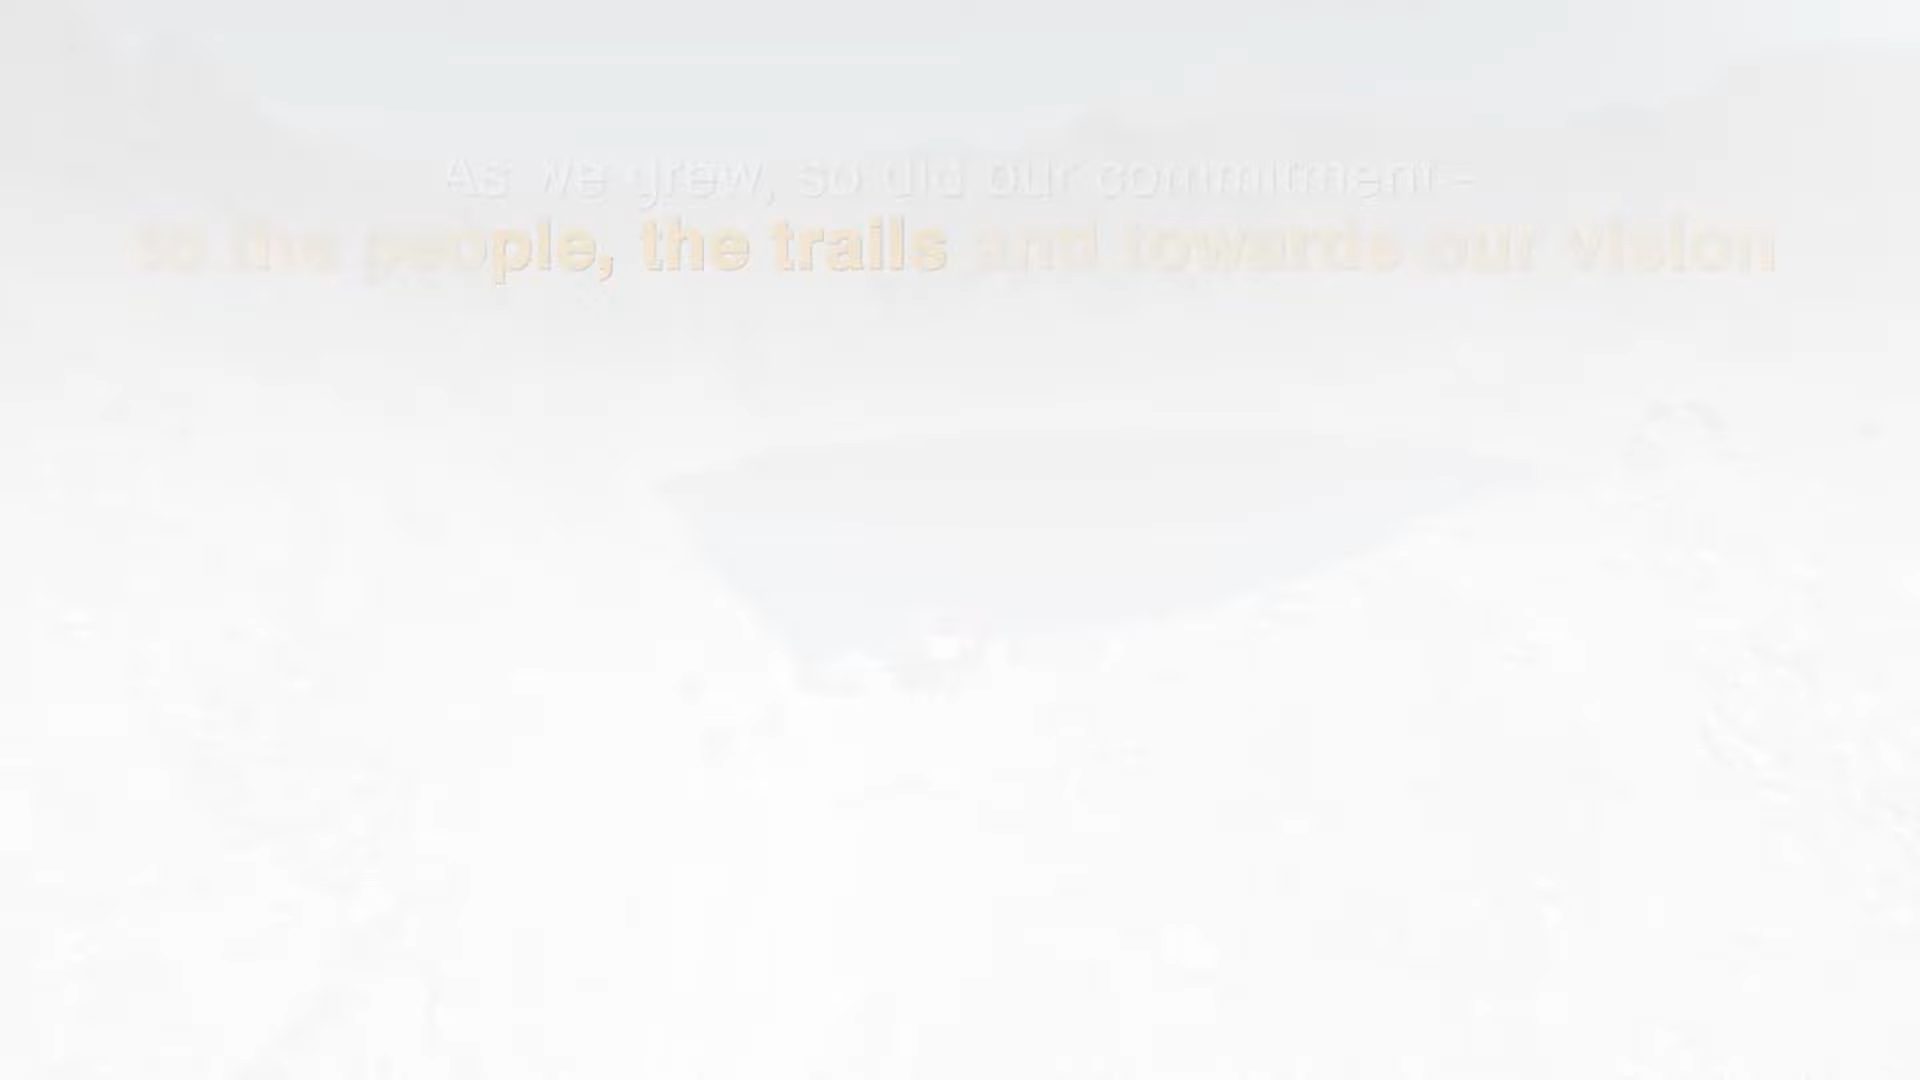 As we grew, so did our commitment–
to the people, the trails and towards our vision